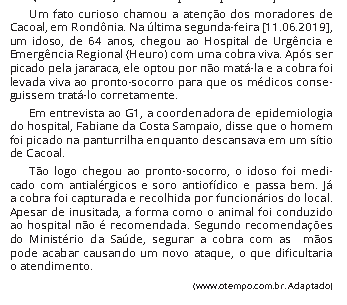 Um fato curioso chamou a atenção dos moradores de
Cacoal, em Rondônia. Na última segunda-feira [11.06.2019],
um idoso, de 64 anos, chegou ao Hospital de Urgência e
Emergência Regional (Heuro) com uma cobra viva. Após ser
picado pela jararaca, ele optou por não matá-la e a cobra foi
levada viva ao pronto-socorro para que os médicos conse-
guissem tratá-lo corretamente.
Em entrevista ao G1, a coordenadora de epidemiologia
do hospital, Fabiane da Costa Sampaio, disse que o homem
foi picado na panturrilha enquanto descansava em um sítio
de Cacoal.
Tão logo chegou ao pronto-socorro, o idoso foi medi-
cado com antialérgicos e soro antiofídico e passa bem. Já
a cobra foi capturada e recolhida por funcionários do local.
Apesar de inusitada, a forma como o animal foi conduzido
ao hospital não é recomendada. Segundo recomendações
do Ministério da Saúde, segurar a cobra com as mãos
pode acabar causando um novo ataque, o que dificultaria
o atendimento.
(www.otempo.com.br. Adaptado)